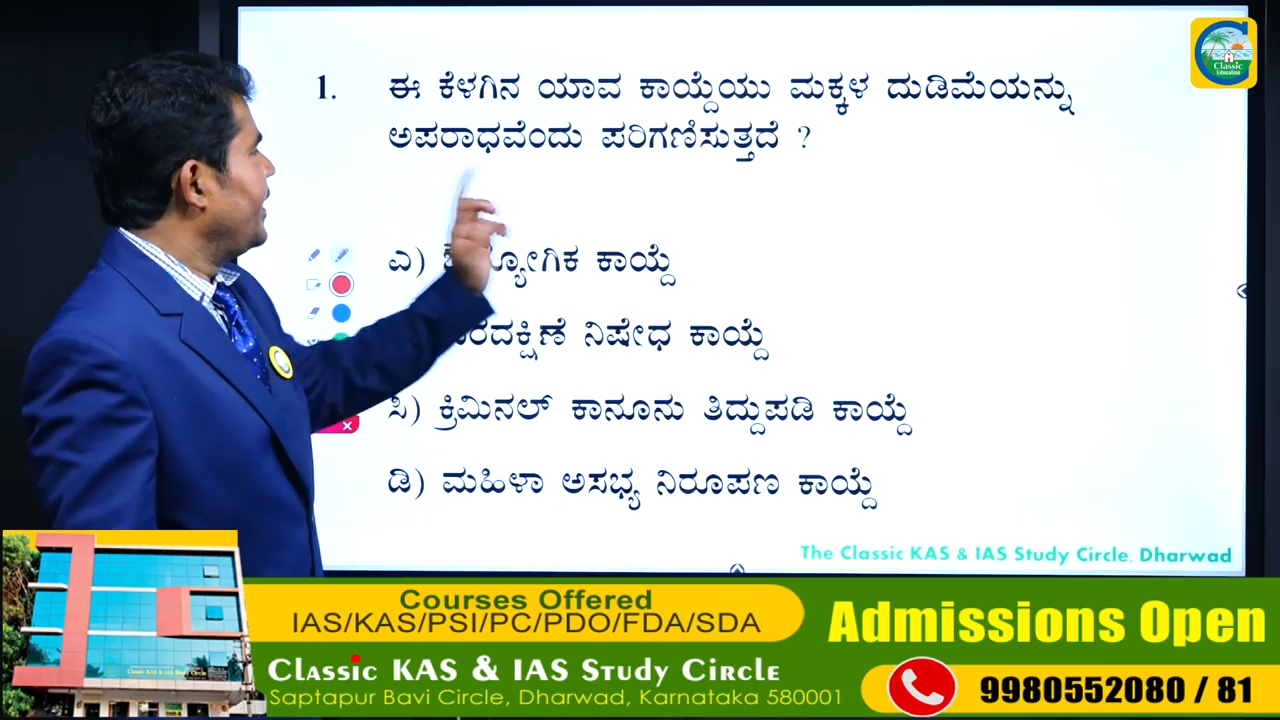 Classic
Education
1. ಈ ಕೆಳಗಿನ ಯಾವ ಕಾಯ್ದೆಯು ಮಕ್ಕಳ ದುಡಿಮೆಯನ್ನು
ಅಪರಾಧವೆಂದು ಪರಿಗಣಿಸುತ್ತದೆ ?
ಎ) ಕಾಯ್ದೆ
ನಿಷೇಧ ಕಾಯ್ದೆ
ಸಿ) ಕ್ರಿಮಿನಲ್ ಕಾನೂನು ತಿದ್ದುಪಡಿ ಕಾಯ್ದೆ
ಡಿ) ಮಹಿಳಾ ಅಸಭ್ಯ ನಿರೂಪಣ ಕಾಯ್ದೆ
The Classic KAS & IAS Study Circle, Dharwad
Courses Offered
IAS/KAS/PSI/PC/PDO/FDA/SDA
Classic KAS & IAS Study Circle
Saptapur Bavi Circle, Dharwad, Karnataka 580001
Admissions Open
9980552080 / 81